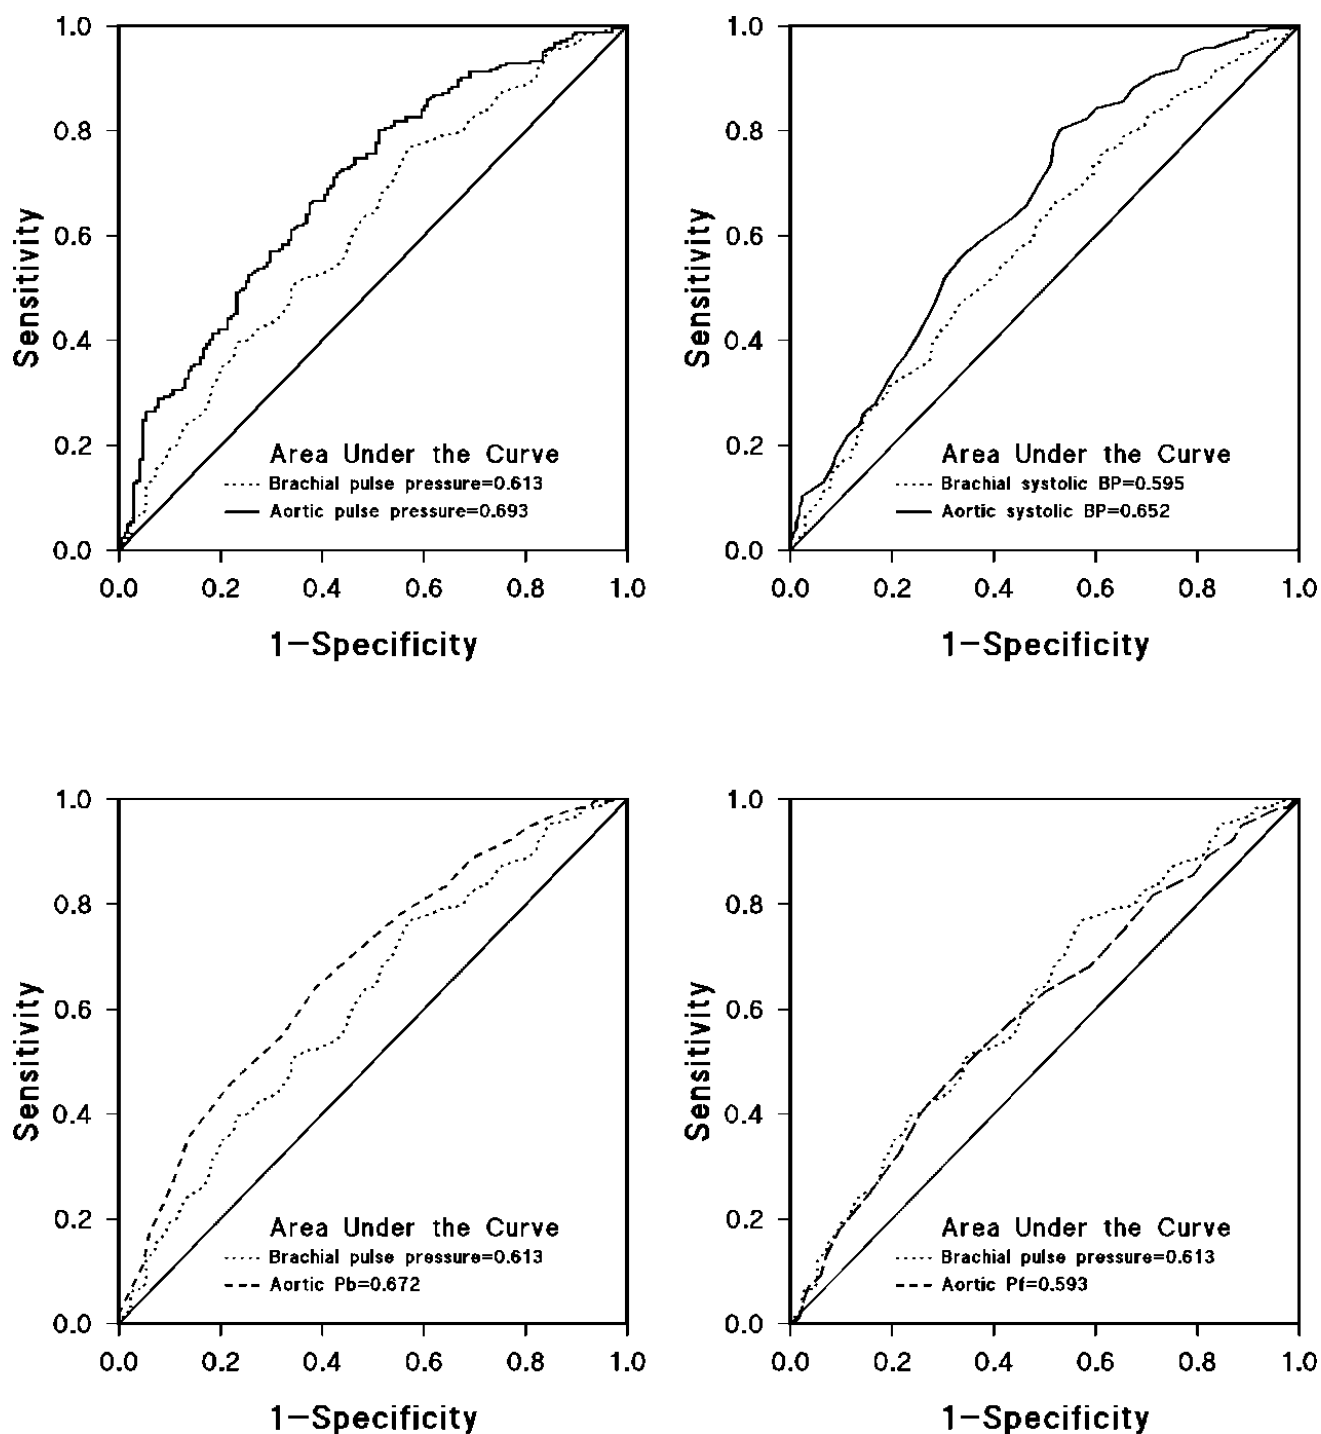 1.0
0.8
0.6
0.4
0.2
0.0
Sensitivity
Area Under the Curve
Brachial pulse pressure=0.613
Aortic pulse pressure=0.693
0.0 0.2 0.4 0.6 0.8 1.0
1-Specificity
1.0
0.8
0.6
0.4
0.2
0.0
Sensitivity
Area Under the Curve
Brachial systolic BP=0.595
Aortic systolic BP=0.652
0.0 0.2 0.4 0.6 0.8 1.0
1-Specificity
1.0
0.8
0.6
0.4
0.2
0.0
Sensitivity
Area Under the Curve
Brachial pulse pressure=0.613
Aortic Pb=0.672
0.0 0.2 0.4 0.6 0.8 1.0
1-Specificity
1.0
0.8
0.6
0.4
0.2
0.0
Sensitivity
Area Under the Curve
Brachial pulse pressure=0.613
Aortic Pf=0.593
0.0 0.2 0.4 0.6 0.8 1.0
1-Specificity